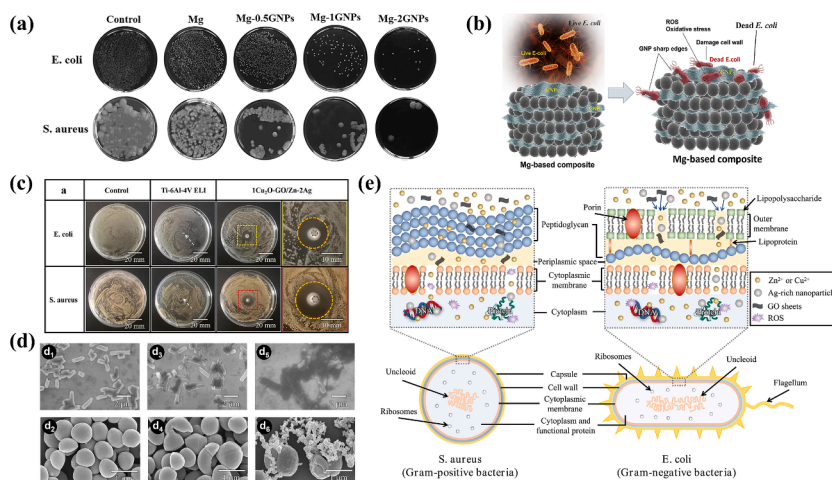 (a)
Control Mg Mg-0.5GNPs Mg-1GNPs Mg-2GNPs
E. coli
S. aureus
(b)
Live E. coli
Live E-coli
GNPs
Mg-based composite
ROS
Oxidative stress
Damage cell wall
Dead E. coli
Dead E.coli
GNP sharp edges
Mg-based composite
(c)
a Control Ti-6Al-4V ELI 1Cu₂O-GO/Zn-2Ag
E. coli
20 mm 20 mm 20 mm 10 mm
S. aureus
20 mm 20 mm 20 mm 10 mm
(d)
d₁ d₃ d₅
d₂ d₄ d₆
(e)
Peptidoglycan
Periplasmic space
Cytoplasmic
membrane
Cytoplasm
DNA
Porin
Lipopolysaccharide
Outer
membrane
Lipoprotein
DNA
Zn²⁺ or Cu²⁺
Ag-rich nanoparticl
GO sheets
ROS
Uncleoid
Ribosomes
Capsule
Cell wall
Cytoplasmic
membrane
Cytoplasm and
functional protein
Ribosomes
Uncleoid
Flagellum
S. aureus
(Gram-positive bacteria)
E. coli
(Gram-negative bacteria)